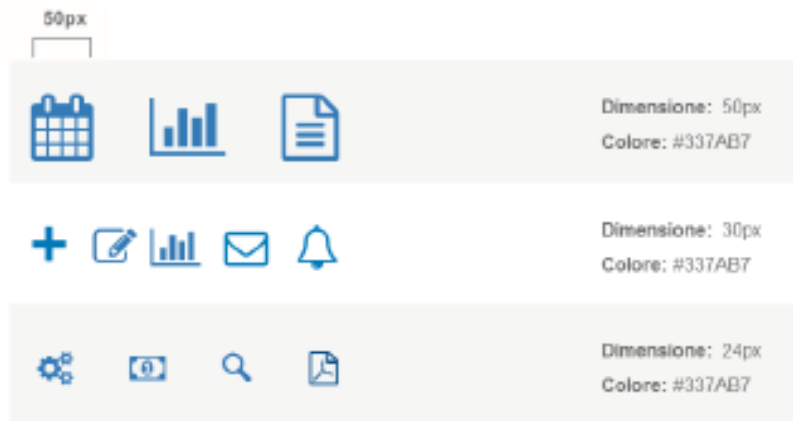 50px
Dimensione: 50px
Colore: #337AB7
Dimensione: 30px
Colore: #337AB7
Dimensione: 24px
Colore: #337AB7